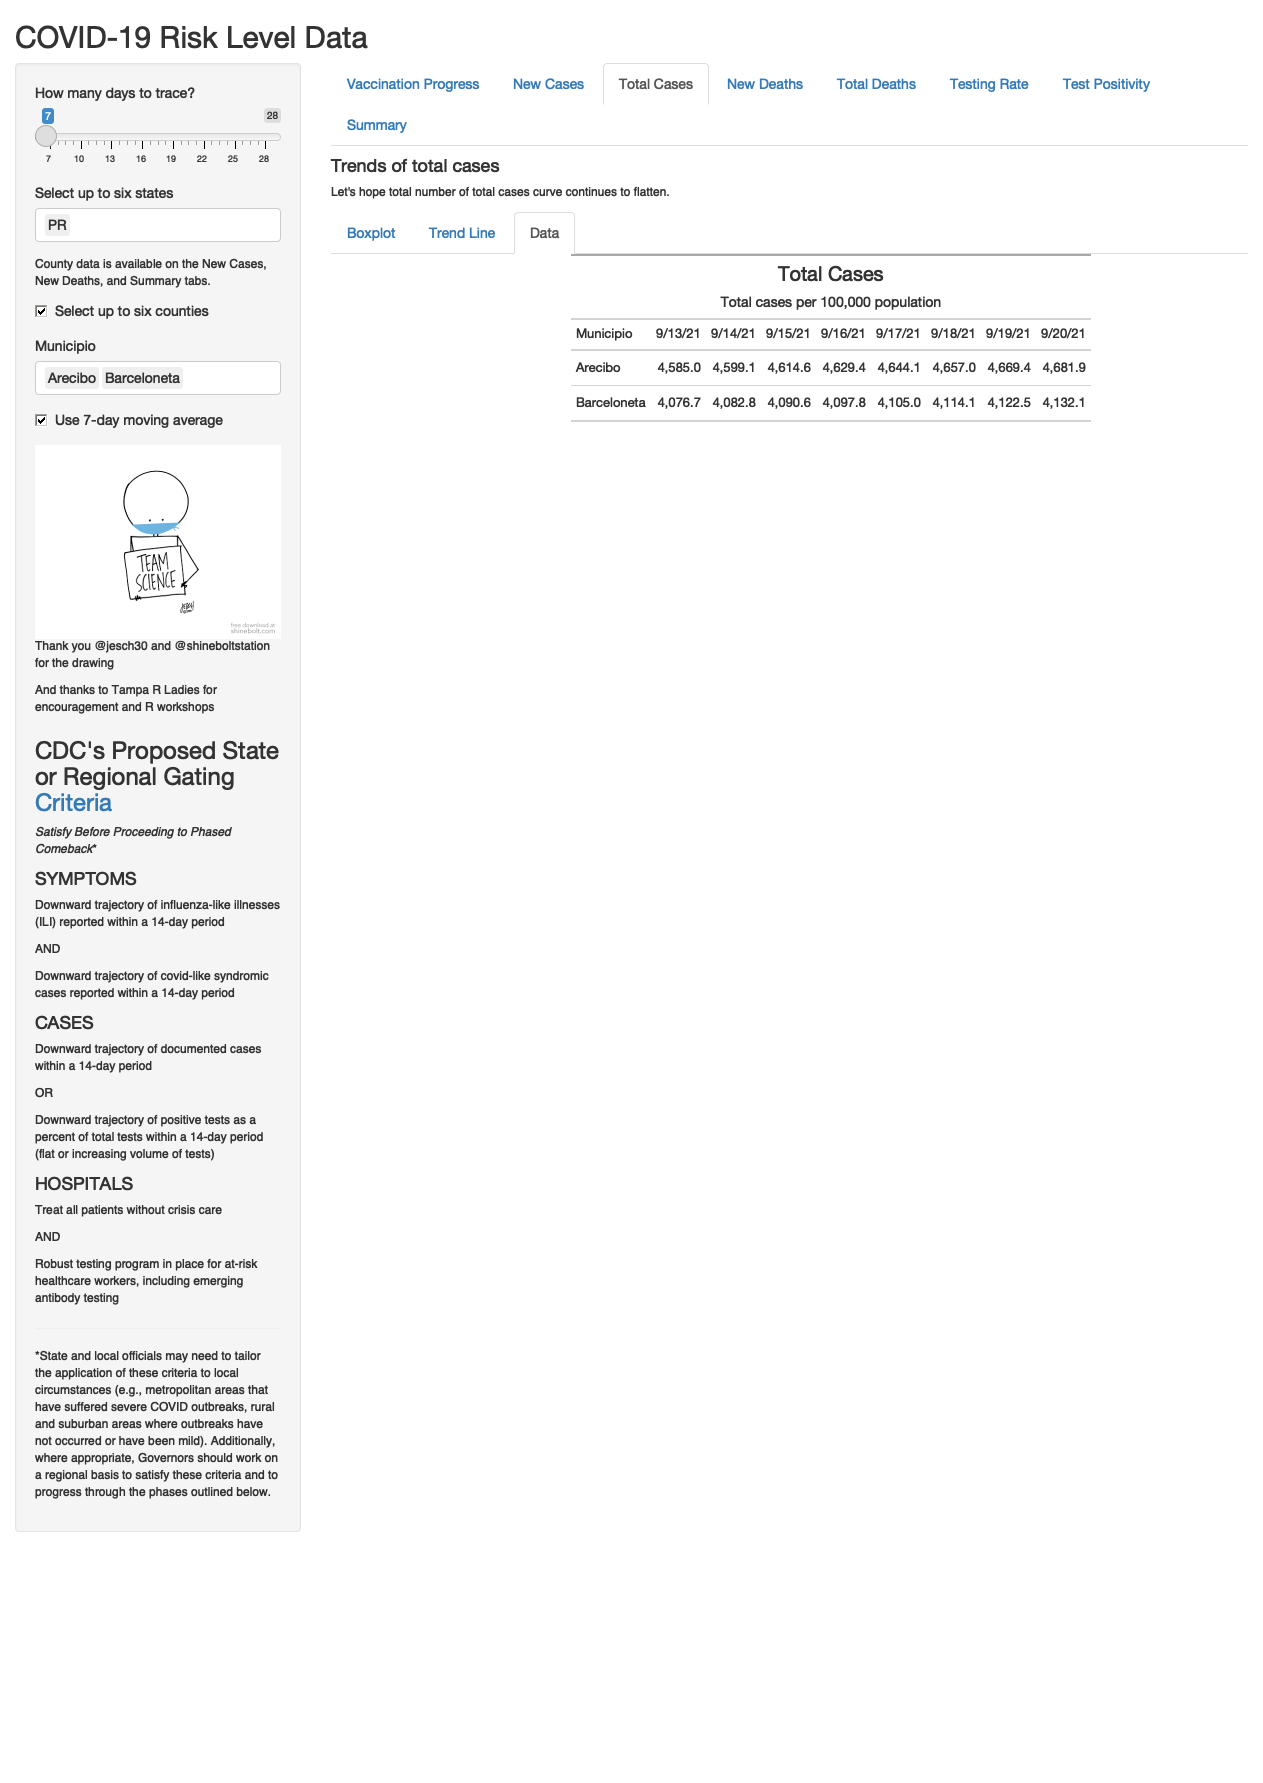 COVID-19 Risk Level Data
How many days to trace?
7 28
7 10 13 16 19 22 25 28
Select up to six states
PR
County data is available on the New Cases,
New Deaths, and Summary tabs.
Select up to six counties
Municipio
Arecibo Barceloneta
Use 7-day moving average
TEAM
SCIENCE
free download at
shinebolt.com
Thank you @jesch30 and @shineboltstation
for the drawing
And thanks to Tampa R Ladies for
encouragement and R workshops
CDC's Proposed State
or Regional Gating
Criteria
Satisfy Before Proceeding to Phased
Comeback*
SYMPTOMS
Downward trajectory of influenza-like illnesses
(ILI) reported within a 14-day period
AND
Downward trajectory of covid-like syndromic
cases reported within a 14-day period
CASES
Downward trajectory of documented cases
within a 14-day period
OR
Downward trajectory of positive tests as a
percent of total tests within a 14-day period
(flat or increasing volume of tests)
HOSPITALS
Treat all patients without crisis care
AND
Robust testing program in place for at-risk
healthcare workers, including emerging
antibody testing
*State and local officials may need to tailor
the application of these criteria to local
circumstances (e.g., metropolitan areas that
have suffered severe COVID outbreaks, rural
and suburban areas where outbreaks have
not occurred or have been mild). Additionally,
where appropriate, Governors should work on
a regional basis to satisfy these criteria and to
progress through the phases outlined below.
Vaccination Progress New Cases Total Cases New Deaths Total Deaths Testing Rate Test Positivity
Summary
Trends of total cases
Let's hope total number of total cases curve continues to flatten.
Boxplot Trend Line Data
Total Cases
Total cases per 100,000 population
Municipio 9/13/21 9/14/21 9/15/21 9/16/21 9/17/21 9/18/21 9/19/21 9/20/21
Arecibo 4,585.0 4,599.1 4,614.6 4,629.4 4,644.1 4,657.0 4,669.4 4,681.9
Barceloneta 4,076.7 4,082.8 4,090.6 4,097.8 4,105.0 4,114.1 4,122.5 4,132.1